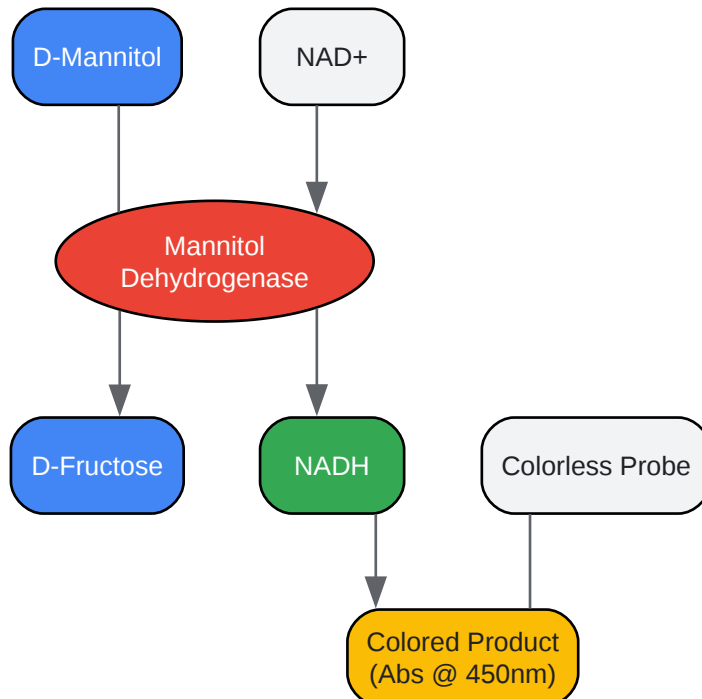 D-Mannitol
NAD+
Mannitol
Dehydrogenase
D-Fructose
NADH
Colorless Probe
Colored Product
(Abs @ 450nm)